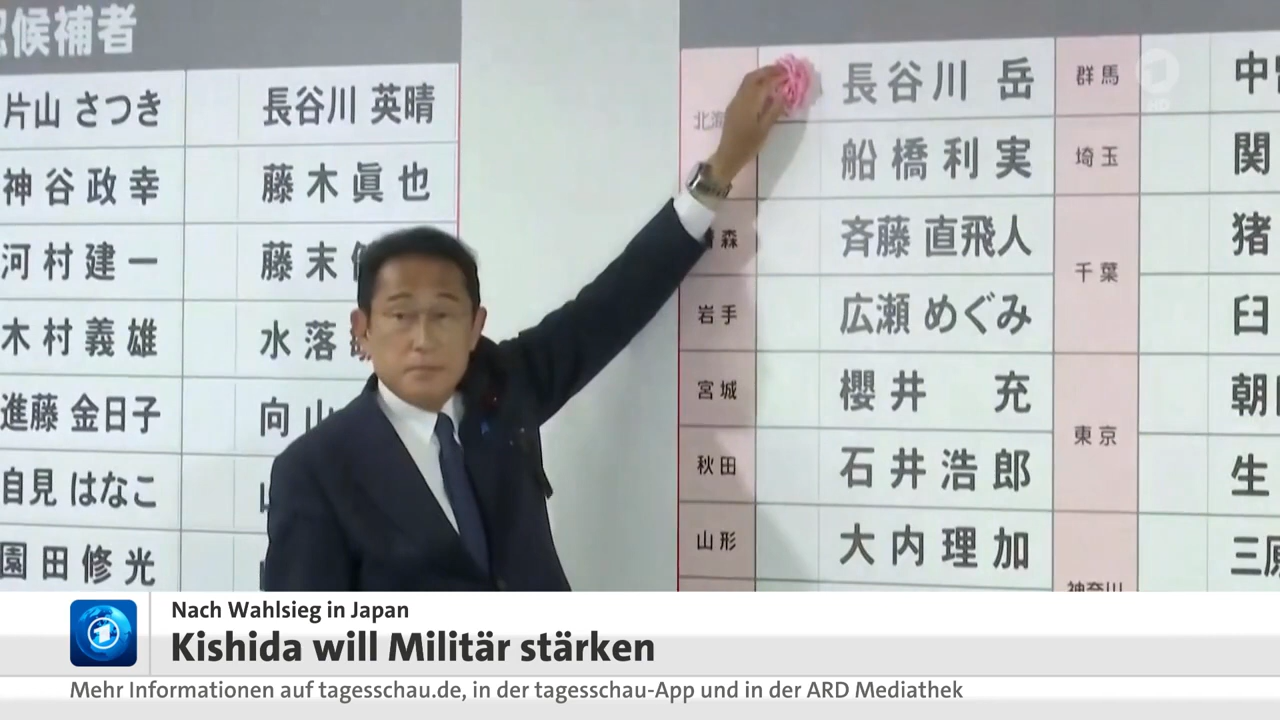 候補者
片山 さつき
長谷川 英晴
神谷政幸
藤木眞也
河村建一
藤末
木村義雄
水落
進藤 金日子
向山
自見 はなこ
園田修光
長谷川 岳
船橋利実
斉藤 直飛人
森
岩手
広瀬 めぐみ
宮城
櫻井 充
秋田
石井浩郎
山形
大内理加
群馬
埼玉
関
千葉
猪
臼
東京
朝
生
神奈川
三原
HD
Nach Wahlsieg in Japan
Kishida will Militär stärken
Mehr Informationen auf tagesschau.de, in der tagesschau-App und in der ARD Mediathek